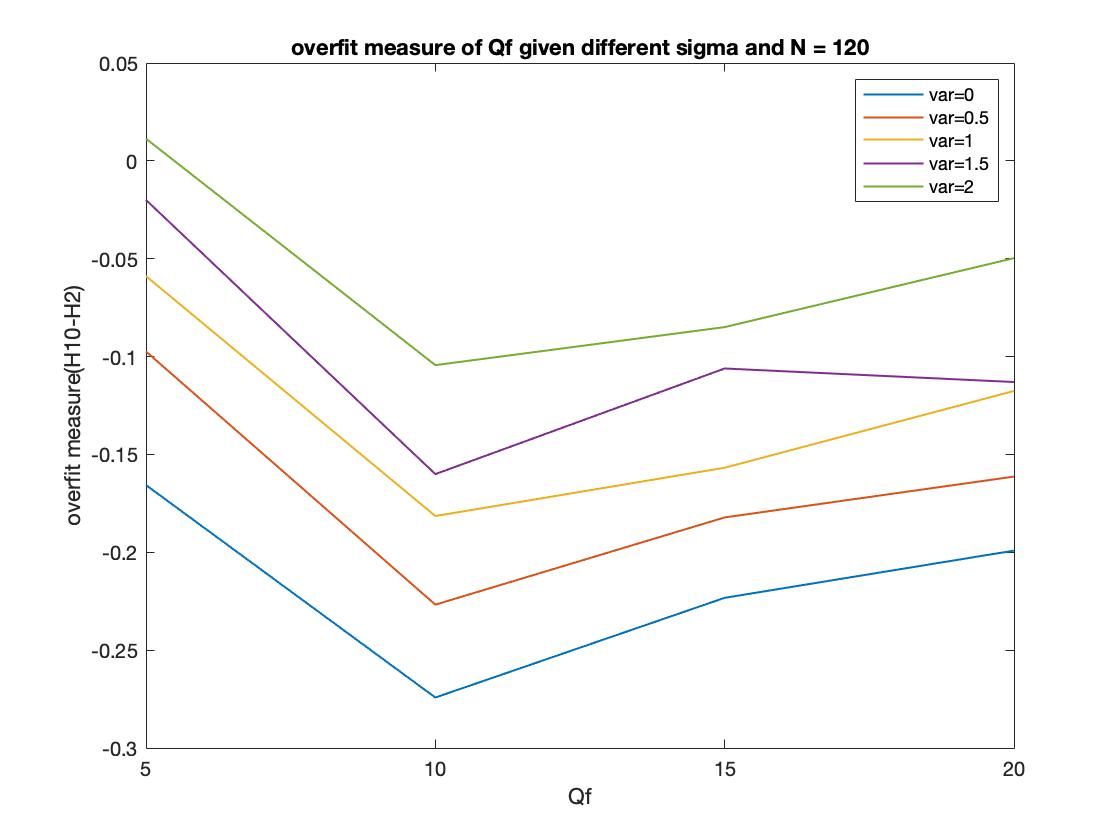 overfit measure of Qf given different sigma and N = 120
0.05
0
-0.05
-0.1
-0.15
-0.2
-0.25
-0.3
overfit measure(H10-H2)
var=0
var=0.5
var=1
var=1.5
var=2
5
10
15
20
Qf